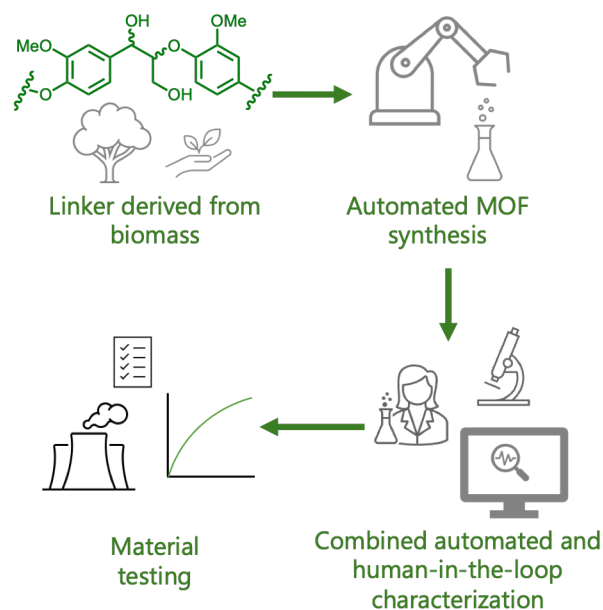 OH
OMe
MeO
O
O
OH
Linker derived from
biomass
Automated MOF
synthesis
Combined automated and
human-in-the-loop
characterization
Material
testing